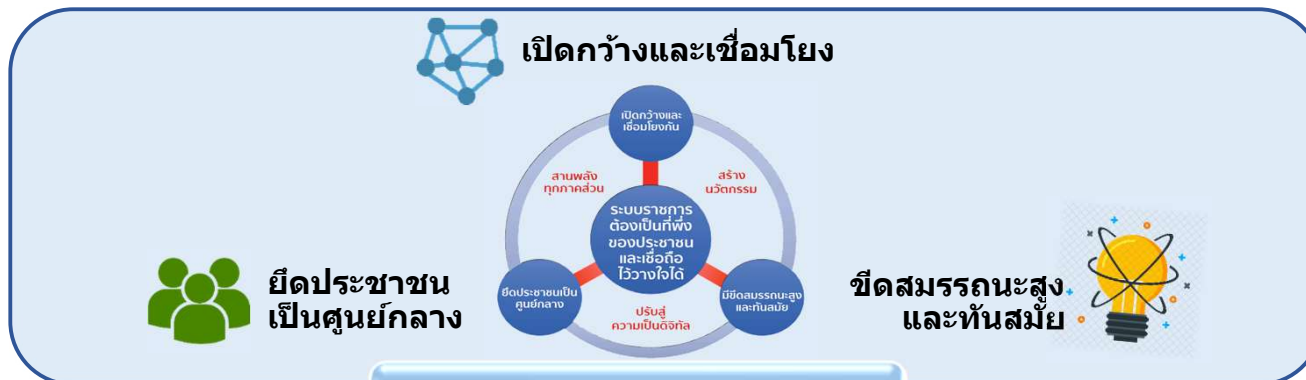 เปิดกว้างและเชื่อมโยง
เปิดกว้างและ
เชื่อมโยงกัน
สานพลัง
ทุกภาคส่วน
สร้าง
นวัตกรรม
ระบบราชการ
ต้องเป็นที่พึ่ง
ของประชาชน
และเชื่อถือ
ไว้วางใจได้
ยึดประชาชน
เป็นศูนย์กลาง
ยึดประชาชนเป็น
ศูนย์กลาง
ปรับสู่
ความเป็นดิจิทัล
มีขีดสมรรถนะสูง
และทันสมัย
ขีดสมรรถนะสูง
และทันสมัย